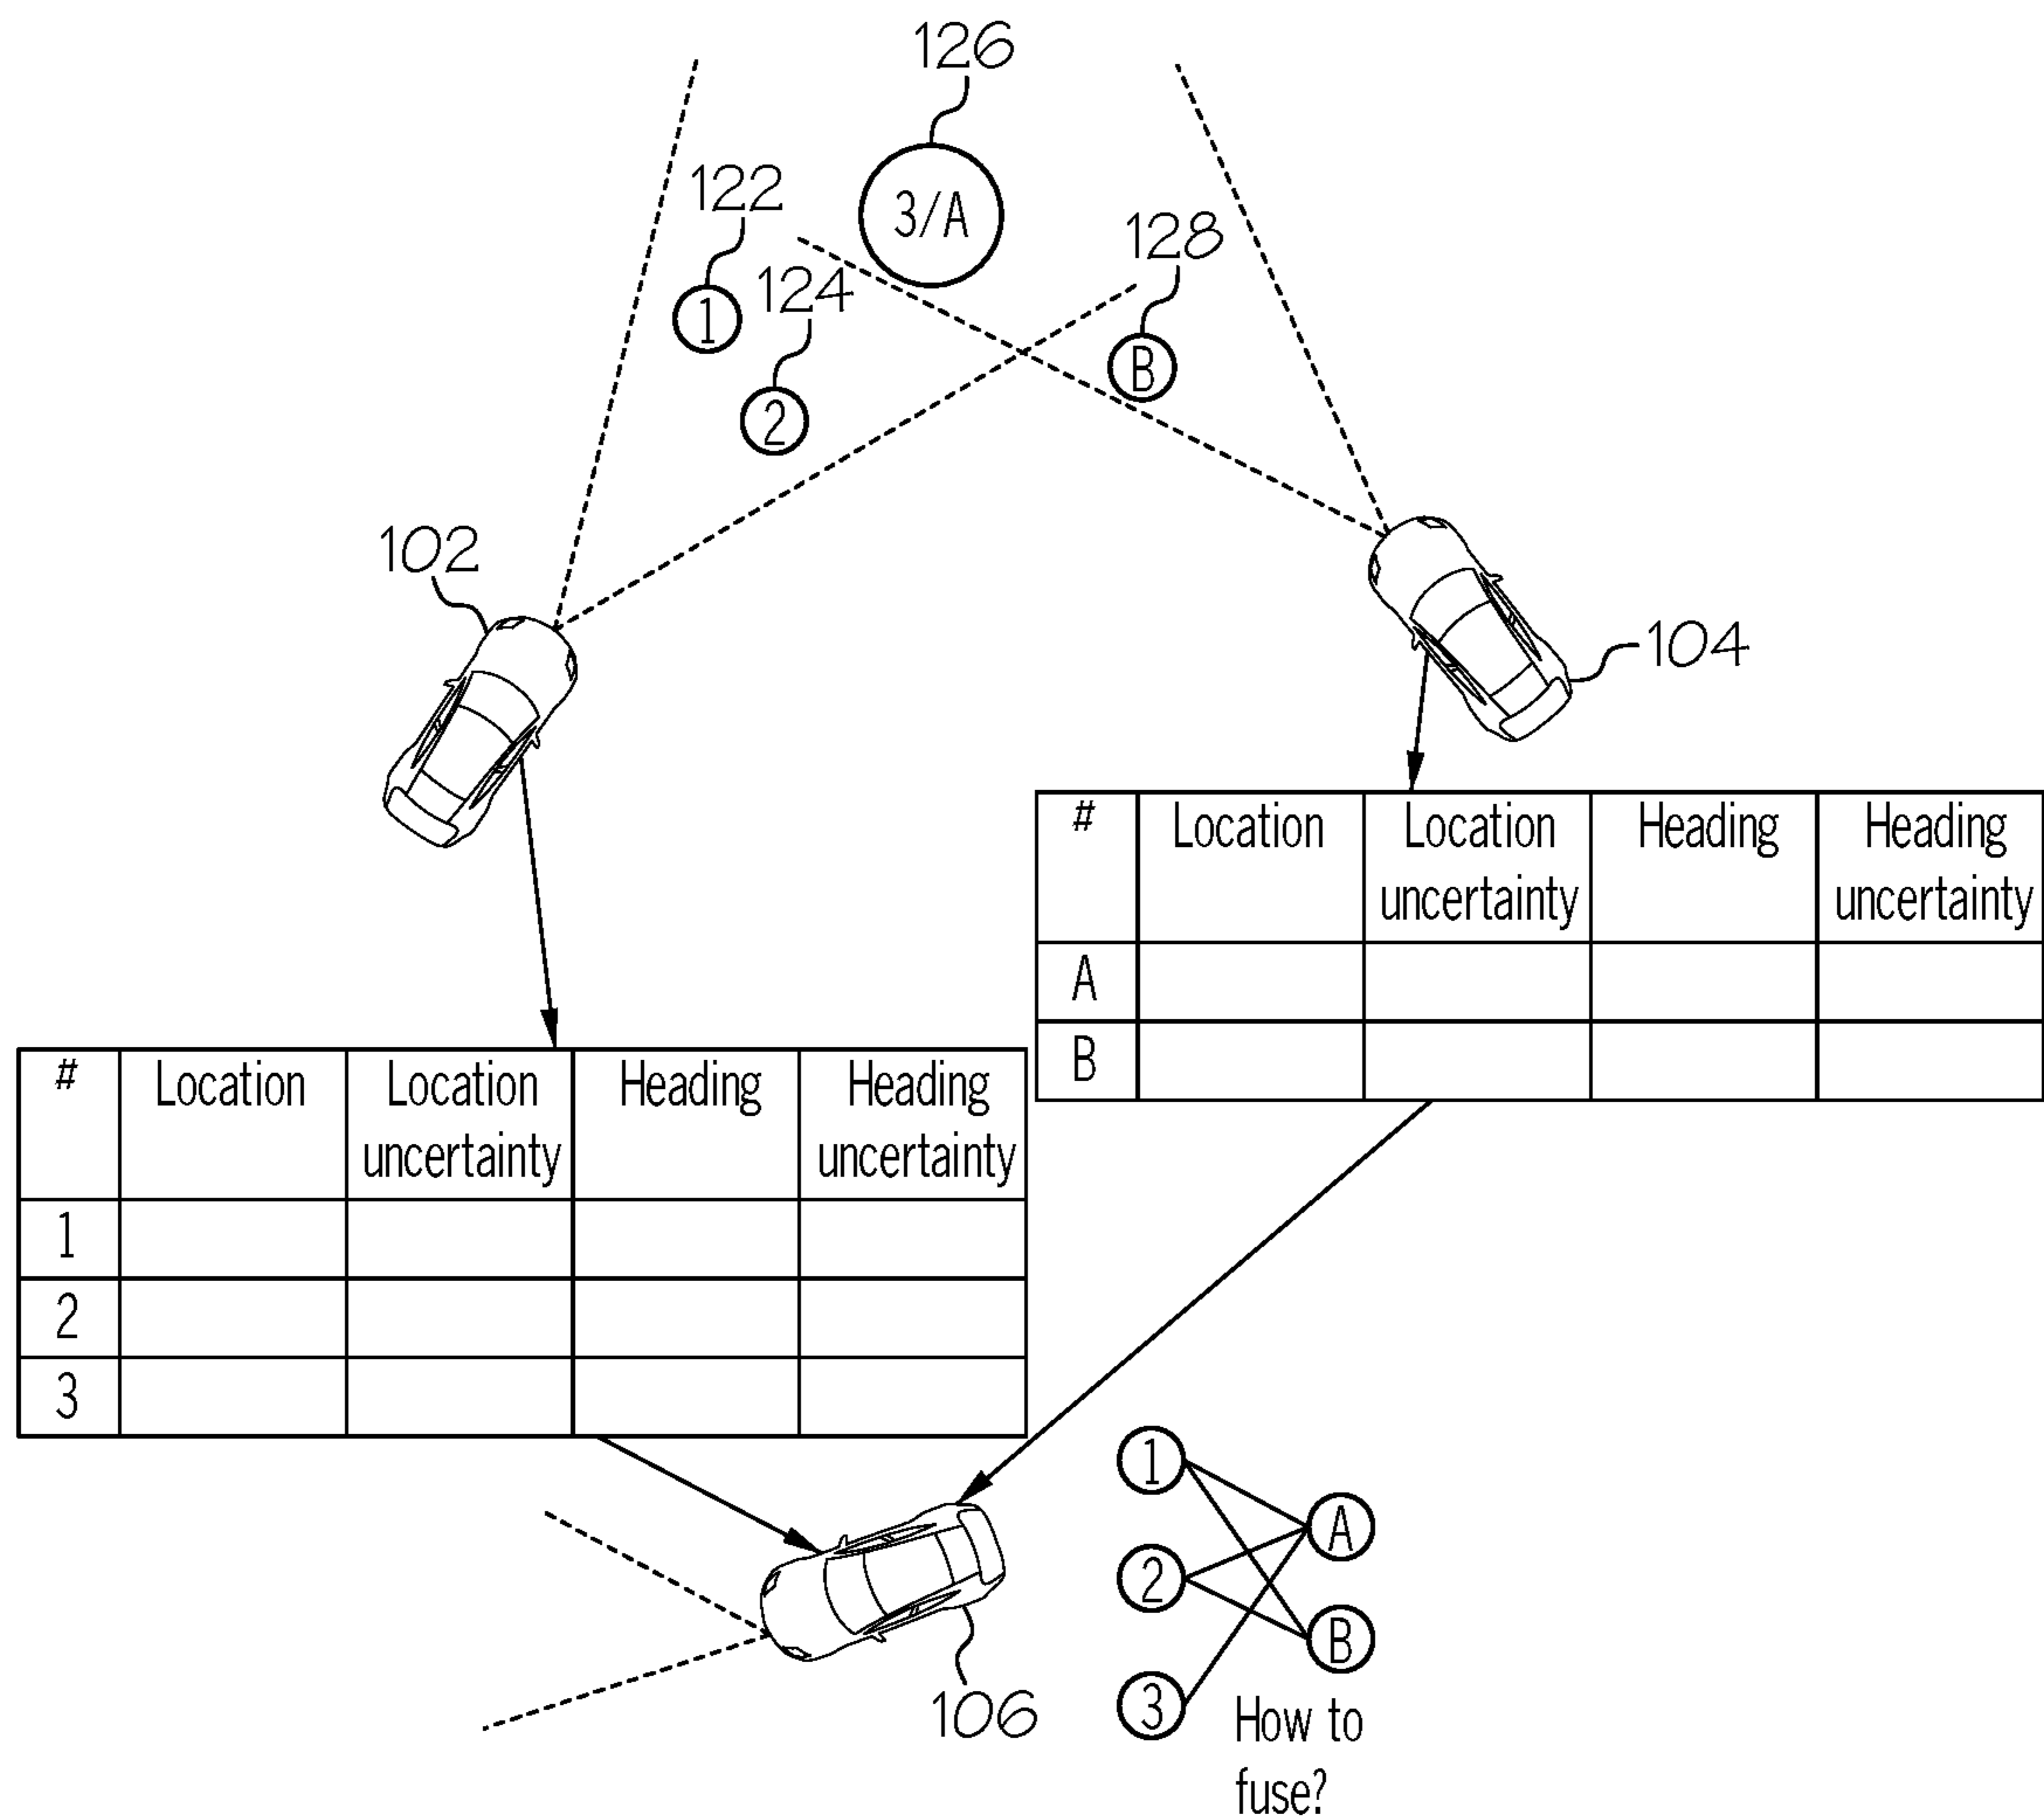 126
122
3/A
128
124
1
B
2
102
104
# Location Location uncertainty Heading Heading uncertainty
A
B
# Location Location uncertainty Heading Heading uncertainty
1
2
3
1
A
2
B
3
106
How to
fuse?